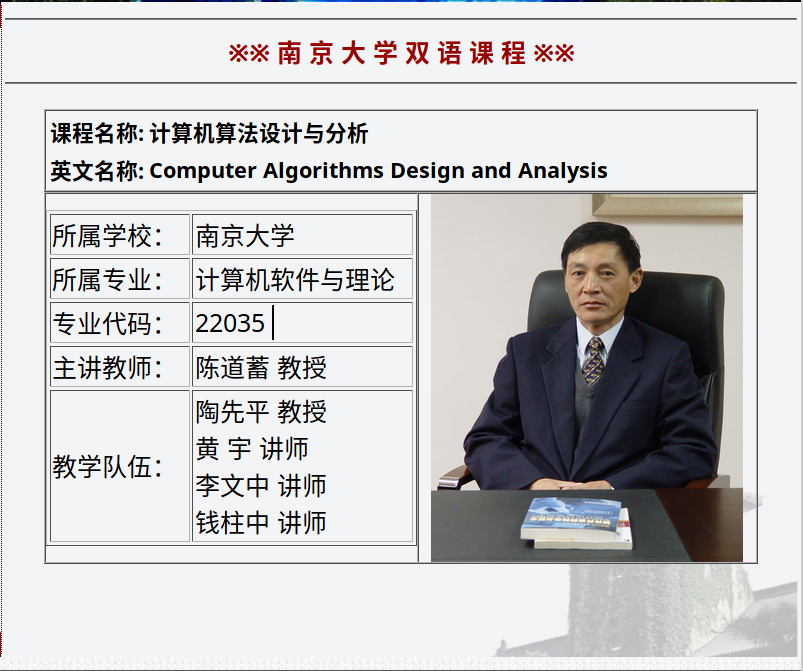 ※※ 南 京 大 学 双 语 课 程 ※※
课程名称: 计算机算法设计与分析
英文名称: Computer Algorithms Design and Analysis
所属学校： 南京大学
所属专业： 计算机软件与理论
专业代码： 22035
主讲教师： 陈道蓄 教授
教学队伍： 陶先平 教授
黄 宇 讲师
李文中 讲师
钱柱中 讲师